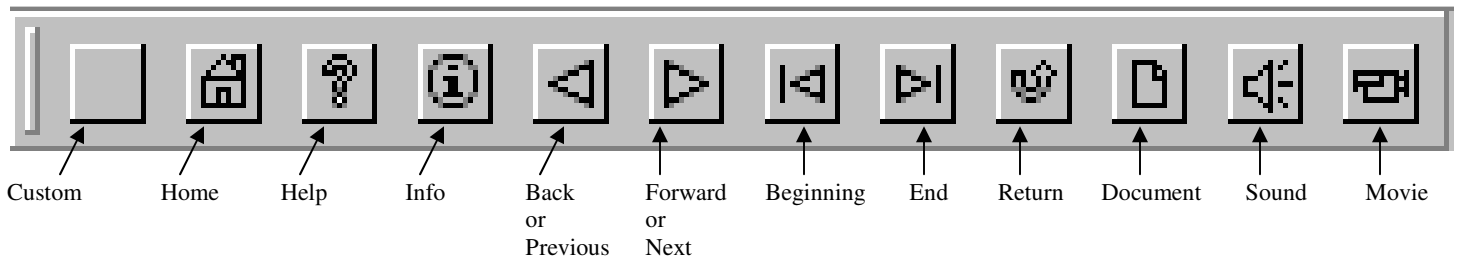 Custom Home Help Info Back Forward Beginning End Return Document Sound Movie
or or
Previous Next